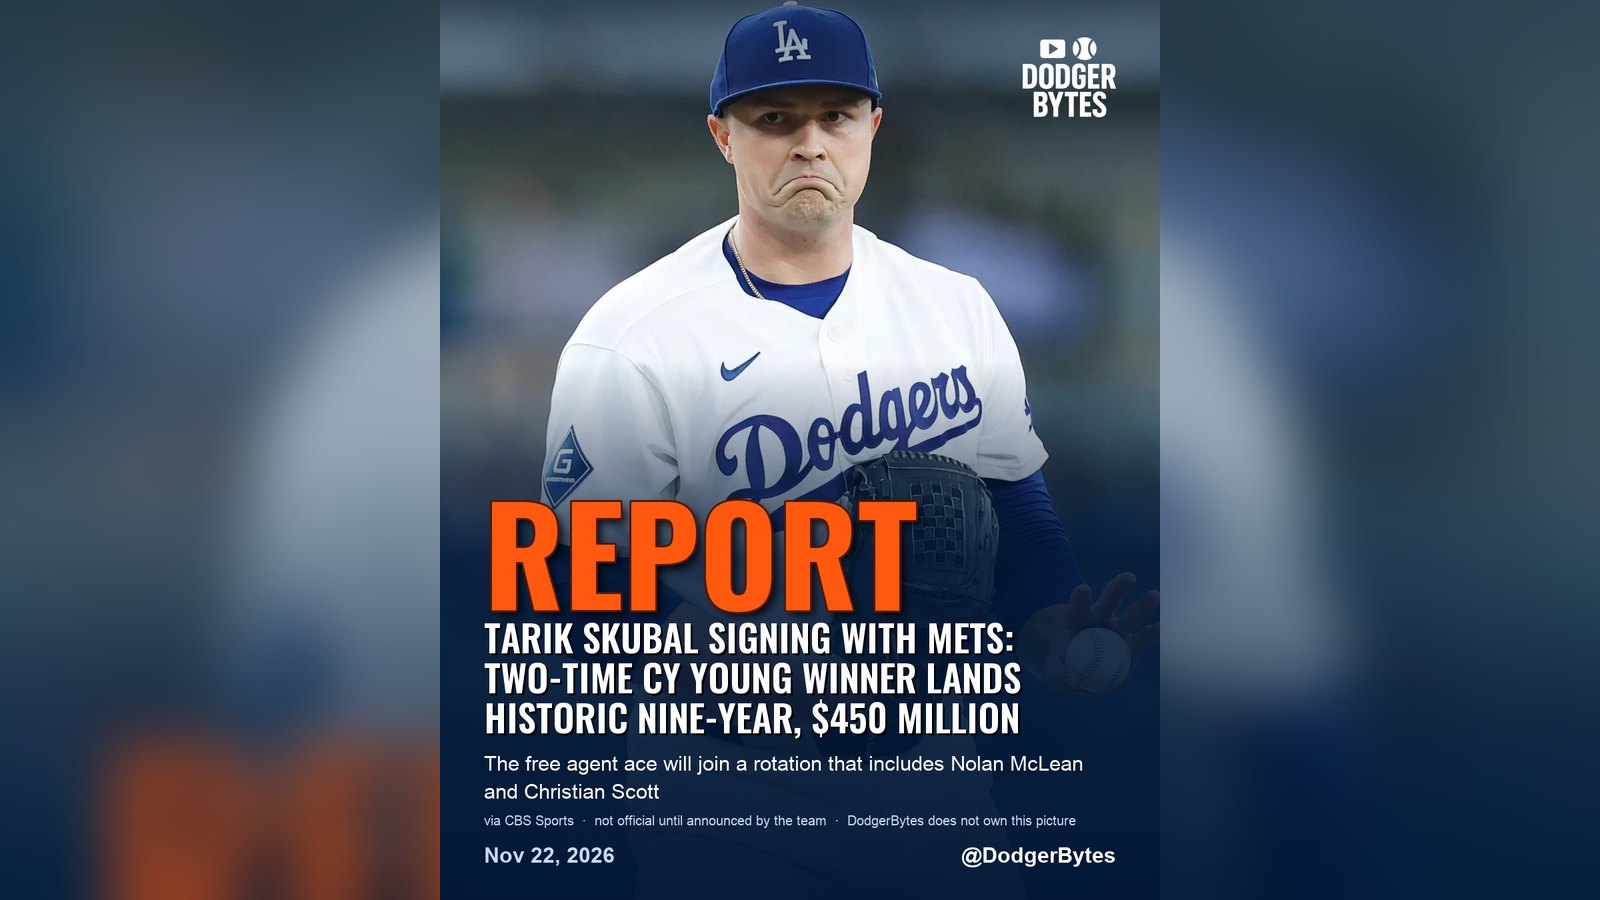 LA
DODGER
BYTES
Dodgers
G
REPORT
TARIK SKUBAL SIGNING WITH METS:
TWO-TIME CY YOUNG WINNER LANDS
HISTORIC NINE-YEAR, $450 MILLION
The free agent ace will join a rotation that includes Nolan McLean
and Christian Scott
via CBS Sports · not official until announced by the team · DodgerBytes does not own this picture
Nov 22, 2026
@DodgerBytes